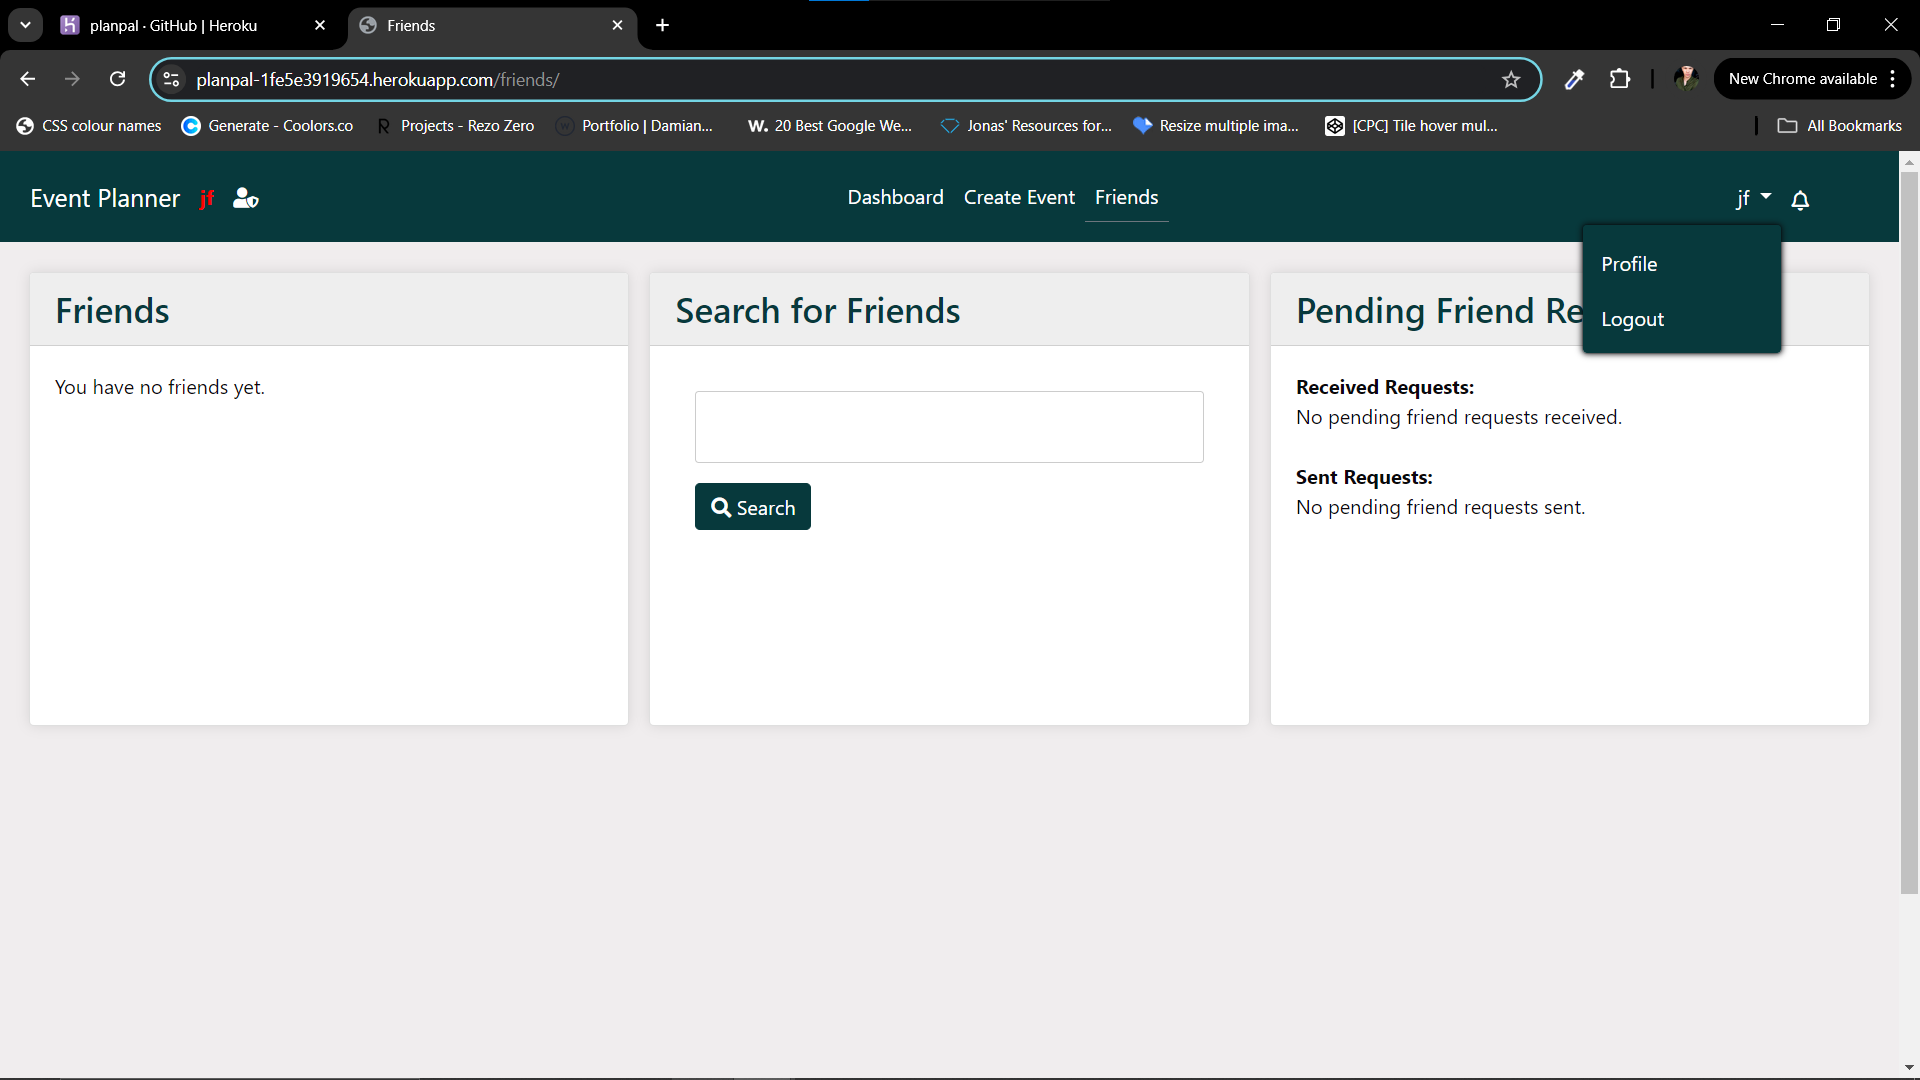 planpal · GitHub | Heroku
Friends
planpal-1fe5e3919654.herokuapp.com/friends/
New Chrome available
CSS colour names
Generate - Coolors.co
Projects - Rezo Zero
Portfolio | Damian...
20 Best Google We...
Jonas' Resources for...
Resize multiple ima...
[CPC] Tile hover mul...
All Bookmarks
Event Planner jf
Dashboard Create Event Friends
jf
Profile
Logout
Friends
You have no friends yet.
Search for Friends
Search
Pending Friend Re
Received Requests:
No pending friend requests received.
Sent Requests:
No pending friend requests sent.